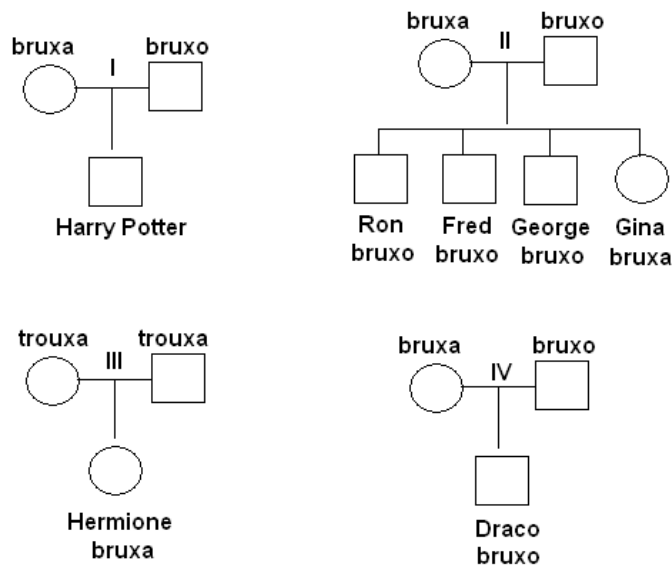 bruxa bruxo
I
Harry Potter
bruxa bruxo
II
Ron Fred George Gina
bruxo bruxo bruxo bruxa
trouxa trouxa
III
Hermione
bruxa
bruxa bruxo
IV
Draco
bruxo